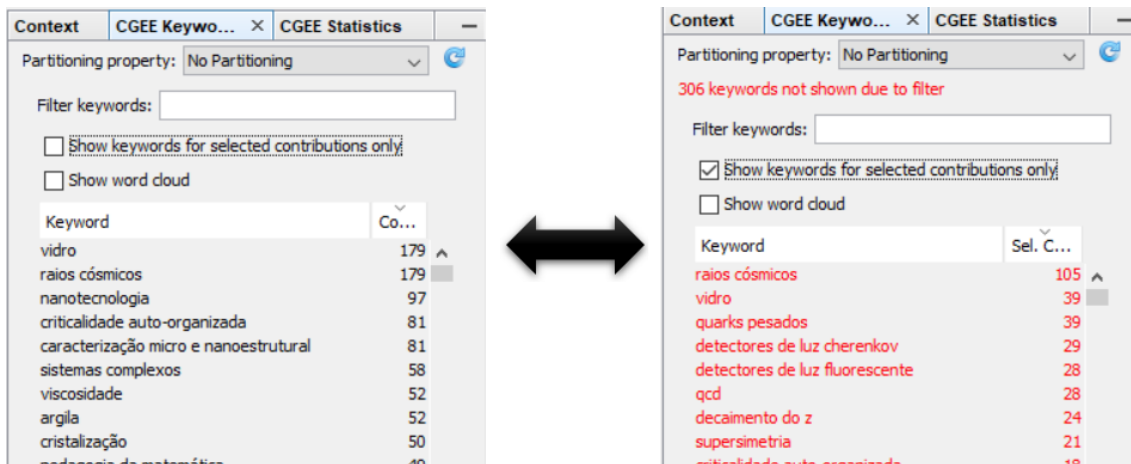 Context CGEE Keywo... × CGEE Statistics
Partitioning property: No Partitioning
Filter keywords:
Show keywords for selected contributions only
Show word cloud
Keyword Co...
vidro 179
raios cósmicos 179
nanotecnologia 97
criticalidade auto-organizada 81
caracterização micro e nanoestrutural 81
sistemas complexos 58
viscosidade 52
argila 52
cristalização 50
Context CGEE Keywo... × CGEE Statistics
Partitioning property: No Partitioning
306 keywords not shown due to filter
Filter keywords:
Show keywords for selected contributions only
Show word cloud
Keyword Sel. C...
raios cósmicos 105
vidro 39
quarks pesados 39
detectores de luz cherenkov 29
detectores de luz fluorescente 28
qcd 28
decaimento do z 24
supersimetria 21